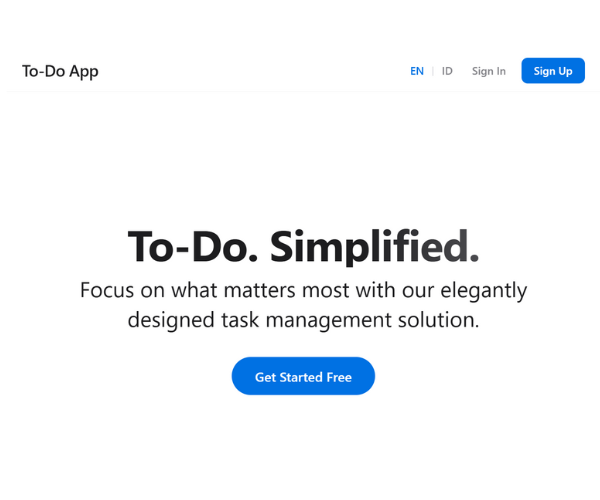 To-Do App
EN | ID Sign In Sign Up
To-Do. Simplified.
Focus on what matters most with our elegantly
designed task management solution.
Get Started Free